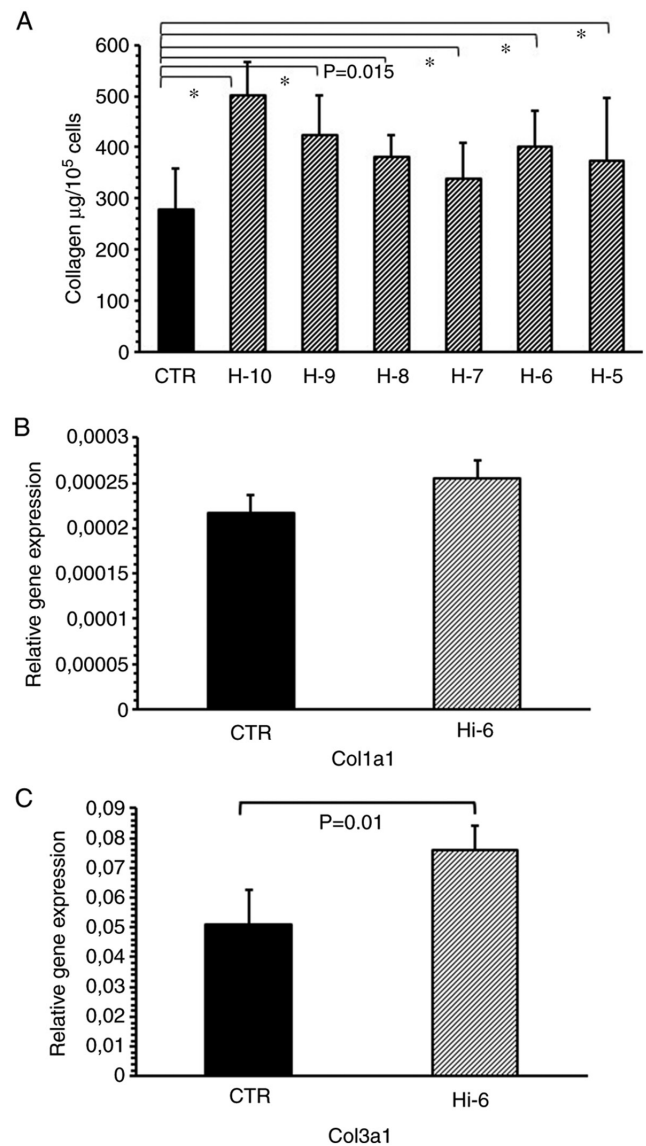 A
Collagen μg/10⁵ cells
600
500
400
300
200
100
0
*
*
P=0.015
*
*
*
CTR H-10 H-9 H-8 H-7 H-6 H-5
B
Relative gene expression
0,0003
0,00025
0,0002
0,00015
0,0001
0,00005
0
CTR Hi-6
Col1a1
C
Relative gene expression
0,09
0,08
0,07
0,06
0,05
0,04
0,03
0,02
0,01
0
P=0.01
CTR Hi-6
Col3a1